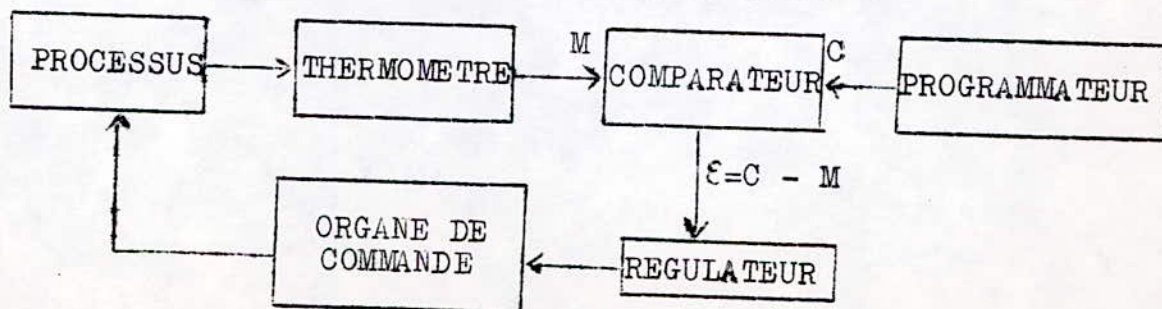 PROCESSUS
THERMOMETRE
M
COMPARATEUR
C
PROGRAMMATEUR
ε=C - M
ORGANE DE
COMMANDE
REGULATEUR